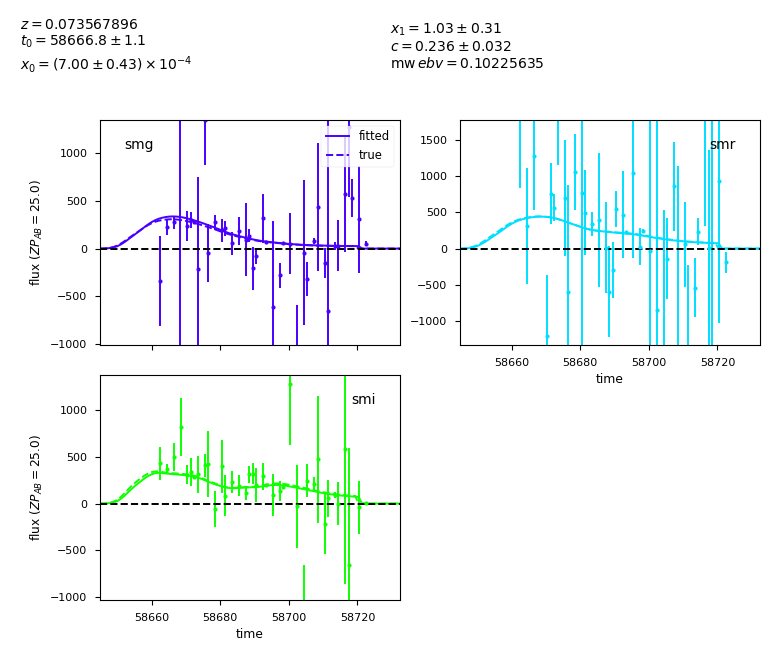 z = 0.073567896
t₀ = 58666.8 ± 1.1
x₀ = (7.00 ± 0.43) × 10⁻⁴
x₁ = 1.03 ± 0.31
c = 0.236 ± 0.032
mw ebv = 0.10225635
smg
fitted
true
1000
500
0
−500
−1000
flux (ZP_AB = 25.0)
smr
1500
1000
500
0
−500
−1000
58660 58680 58700 58720
time
smi
1000
500
0
−500
−1000
flux (ZP_AB = 25.0)
58660 58680 58700 58720
time